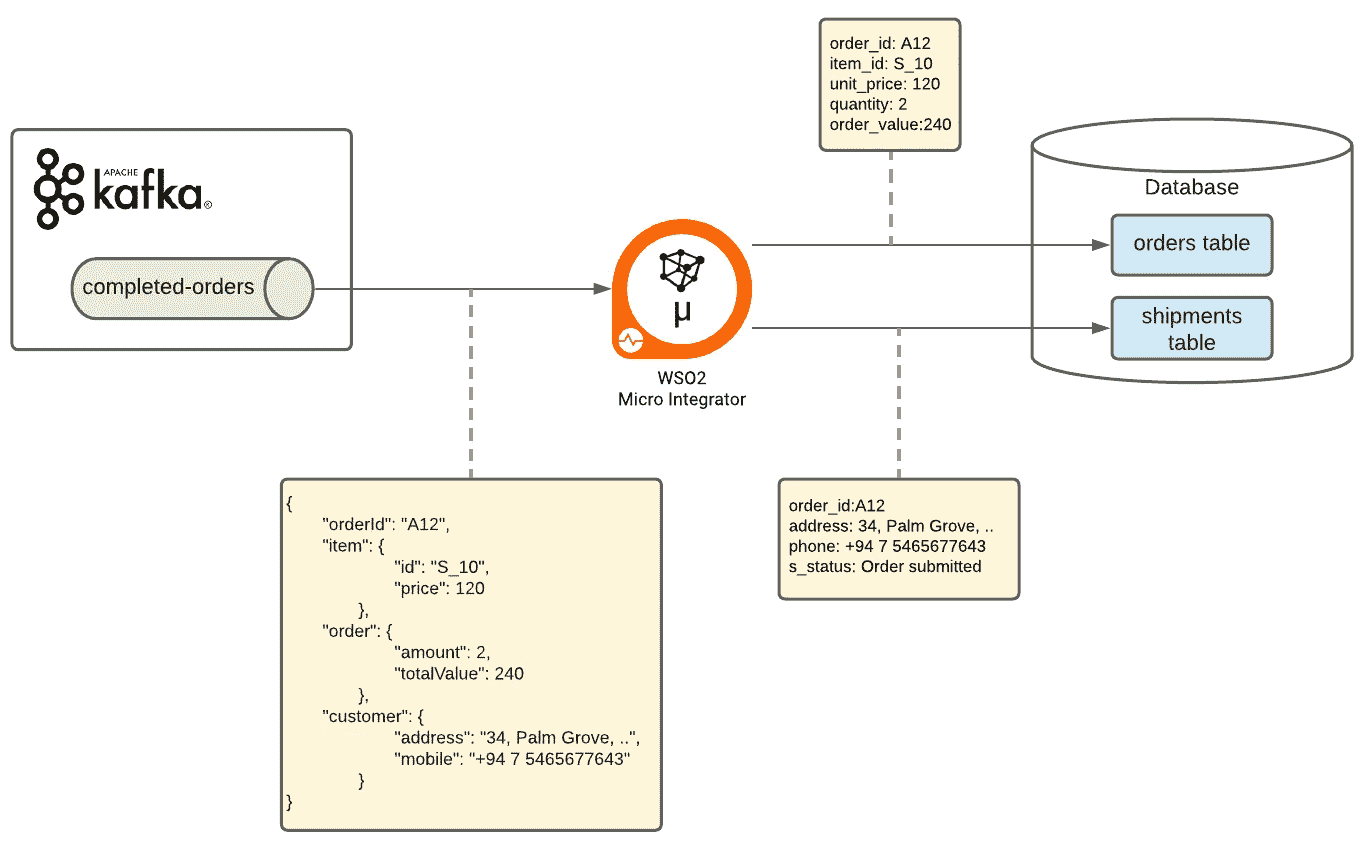 APACHE
kafka®
completed-orders
μ
WSO2
Micro Integrator
order_id: A12
item_id: S_10
unit_price: 120
quantity: 2
order_value:240
Database
orders table
shipments
table
{
"orderId": "A12",
"item": {
"id": "S_10",
"price": 120
},
"order": {
"amount": 2,
"totalValue": 240
},
"customer": {
"address": "34, Palm Grove, ..",
"mobile": "+94 7 5465677643"
}
}
order_id:A12
address: 34, Palm Grove, ..
phone: +94 7 5465677643
s_status: Order submitted